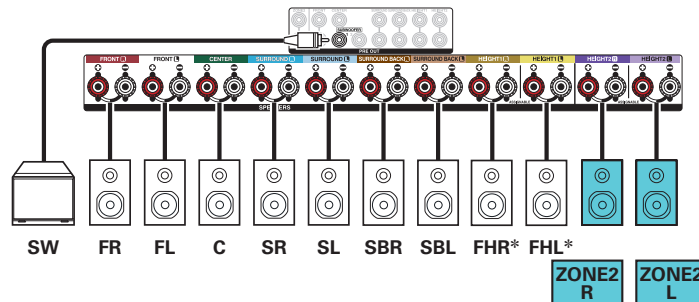 SUBWOOFER
PRE OUT
FRONT R FRONT L CENTER SURROUND R SURROUND L SURROUND BACK R SURROUND BACK L HEIGHT1 R HEIGHT1 L HEIGHT2 R HEIGHT2 L
SPEAKERS ASSIGNABLE ASSIGNABLE
SW FR FL C SR SL SBR SBL FHR* FHL*
ZONE2 ZONE2
R L